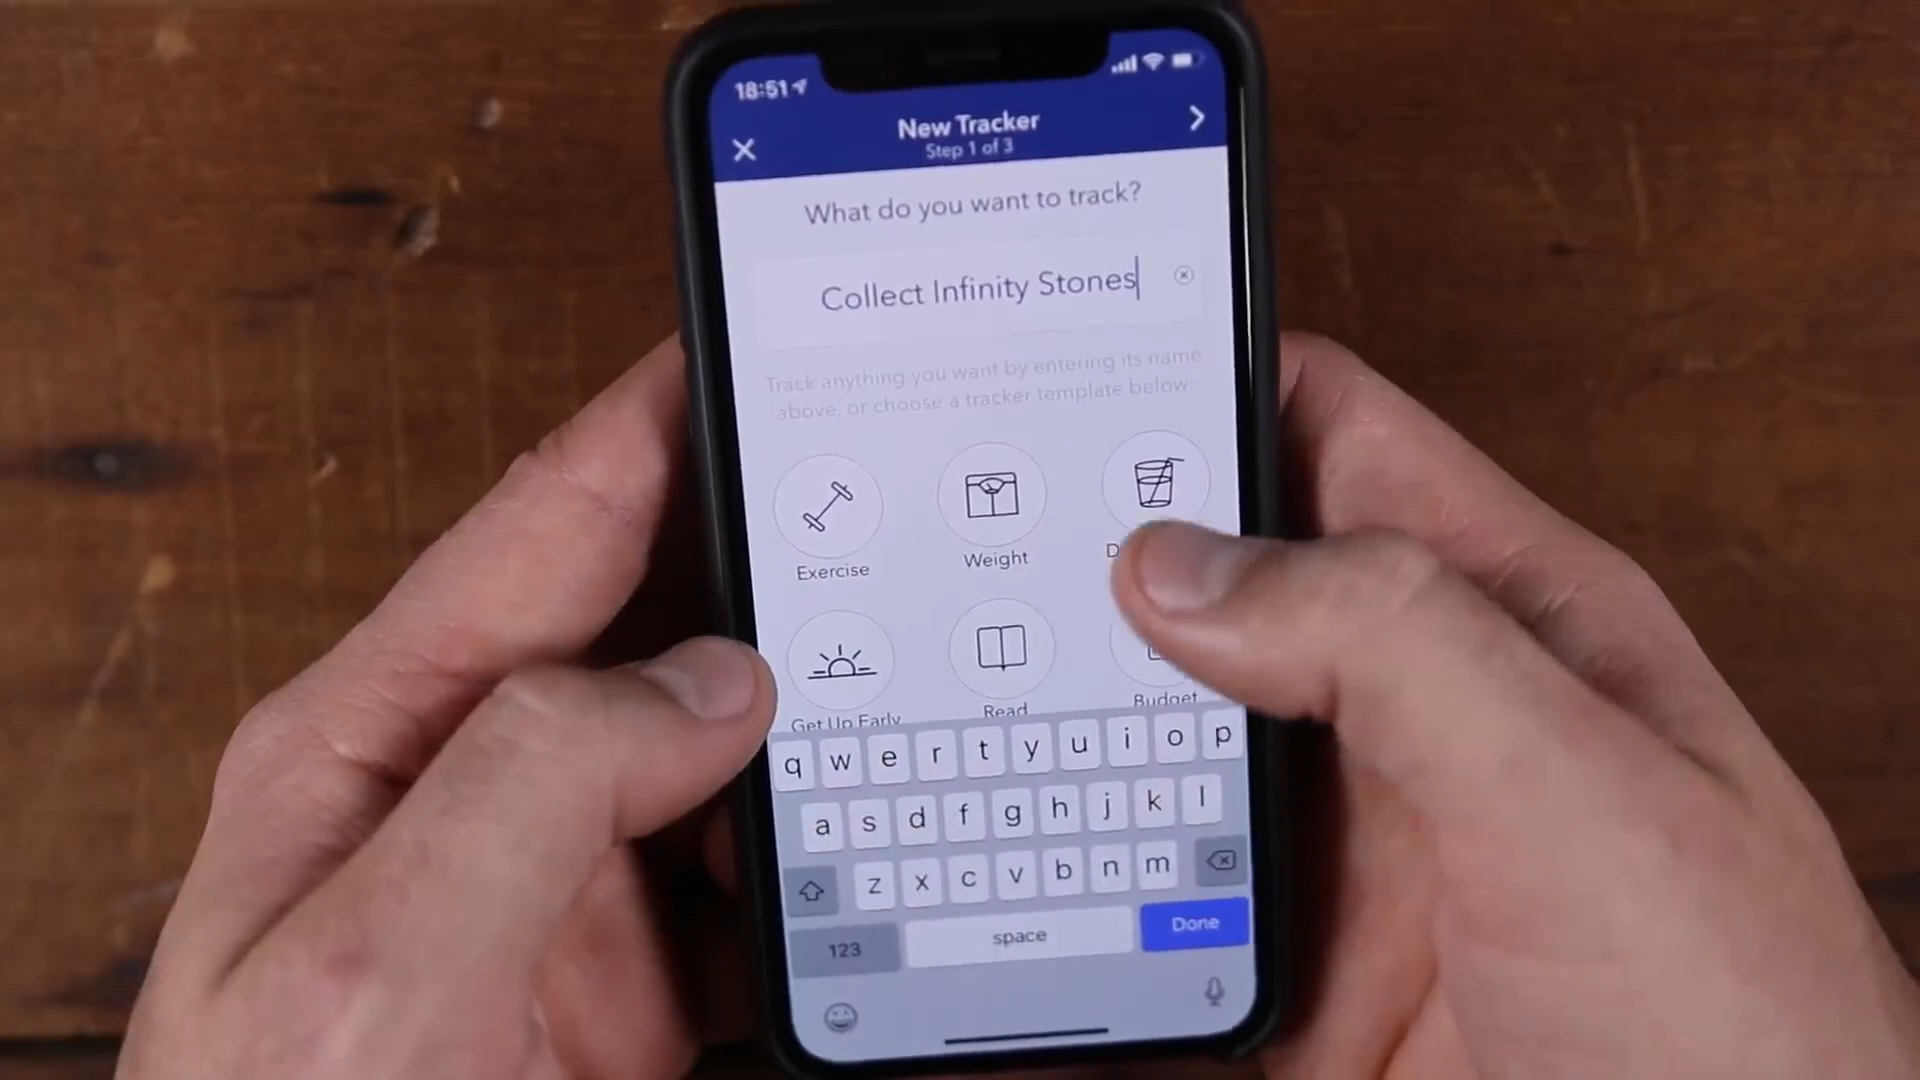 18:51
New Tracker
Step 1 of 3
What do you want to track?
Collect Infinity Stones
Track anything you want by entering its name
above, or choose a tracker template below.
Exercise
Weight
Get Up Early
Read
Budget
q w e r t y u i o p
a s d f g h j k l
z x c v b n m
123
space
Done